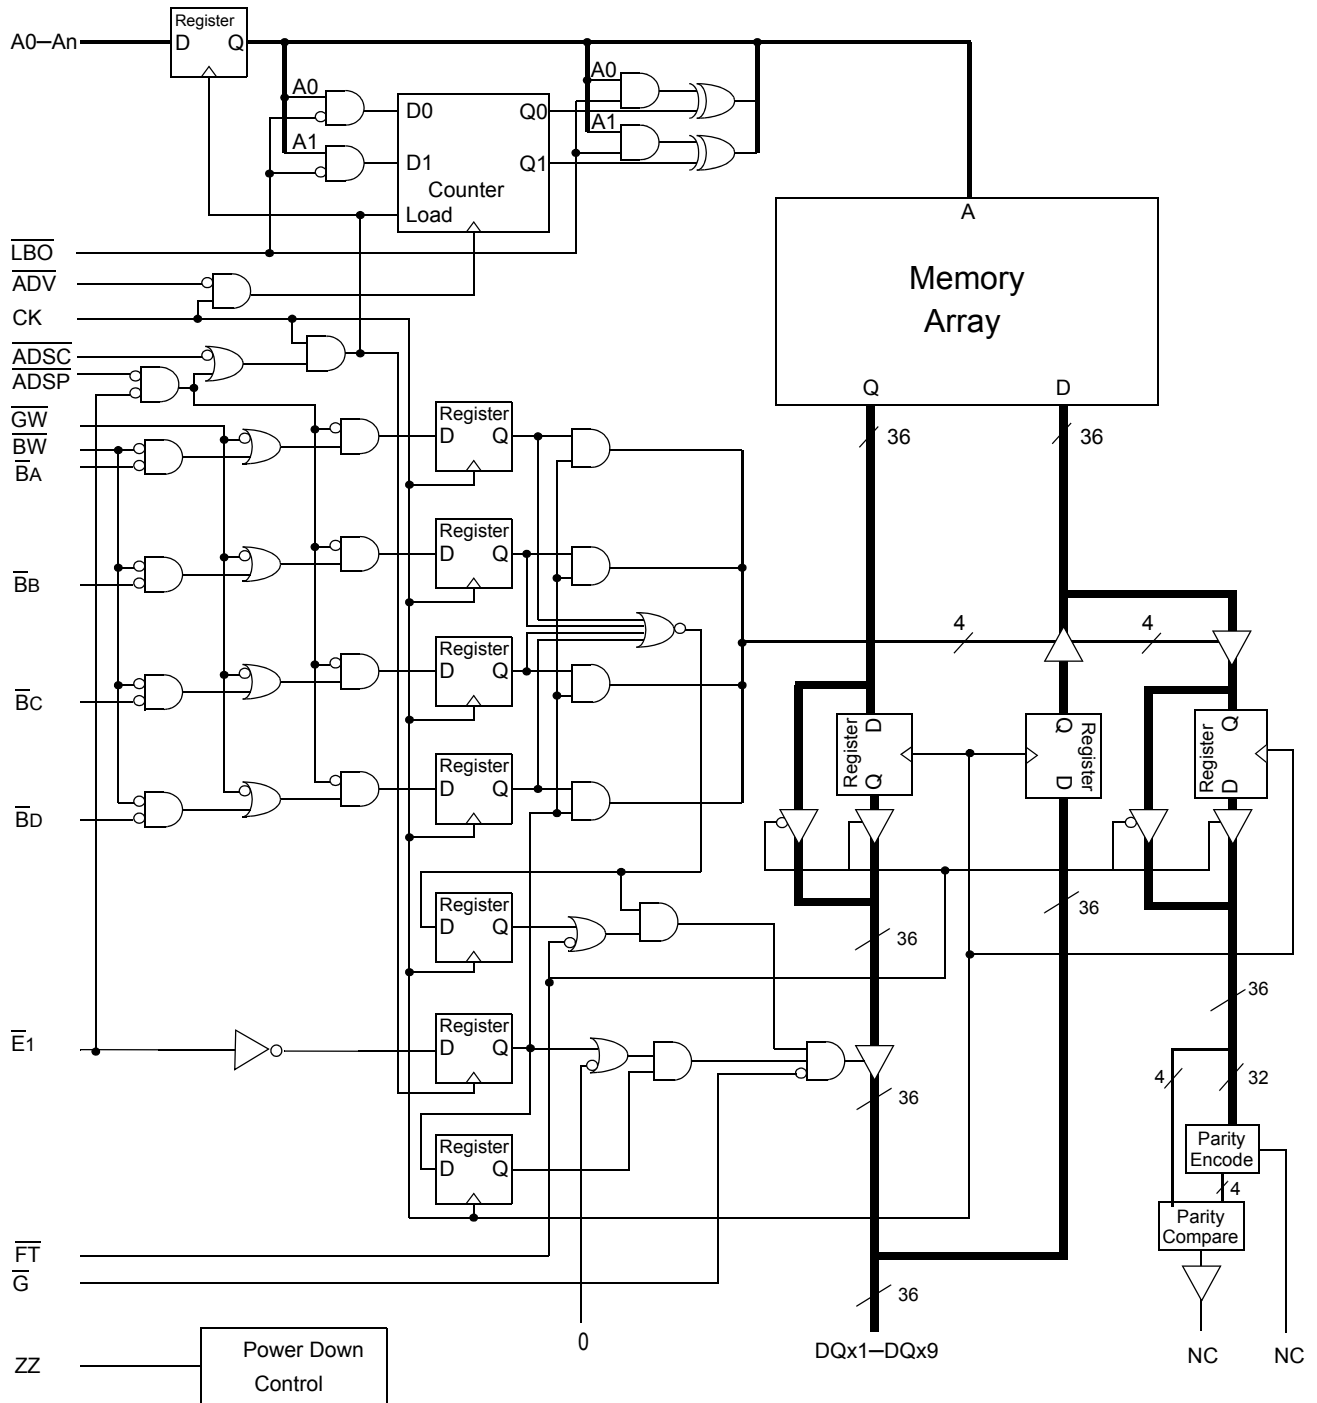 Register
A0–An
D Q
A0
A0
D0 Q0
A1
A1
D1 Q1
Counter
Load
A
LBO
ADV
Memory
Array
CK
ADSC
ADSP
Q D
GW
Register
BW
D Q
36 36
BA
Register
D Q
BB
4 4
Register
D Q
BC
D
Register
Q
Q
Register
D
Q
Register
D
Register
D Q
BD
Register
D Q
36
36
36
Register
E1
D Q
4 32
36
Register
D Q
Parity
Encode
4
Parity
Compare
FT
G
36
0
DQx1–DQx9
NC NC
ZZ
Power Down
Control